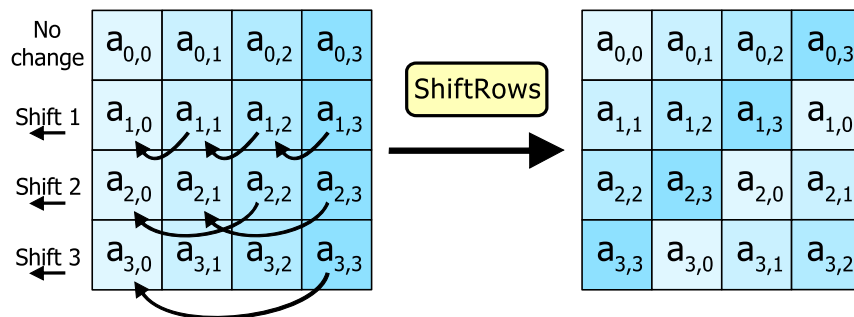 No
change
a0,0 a0,1 a0,2 a0,3
Shift 1
a1,0 a1,1 a1,2 a1,3
Shift 2
a2,0 a2,1 a2,2 a2,3
Shift 3
a3,0 a3,1 a3,2 a3,3
ShiftRows
a0,0 a0,1 a0,2 a0,3
a1,1 a1,2 a1,3 a1,0
a2,2 a2,3 a2,0 a2,1
a3,3 a3,0 a3,1 a3,2